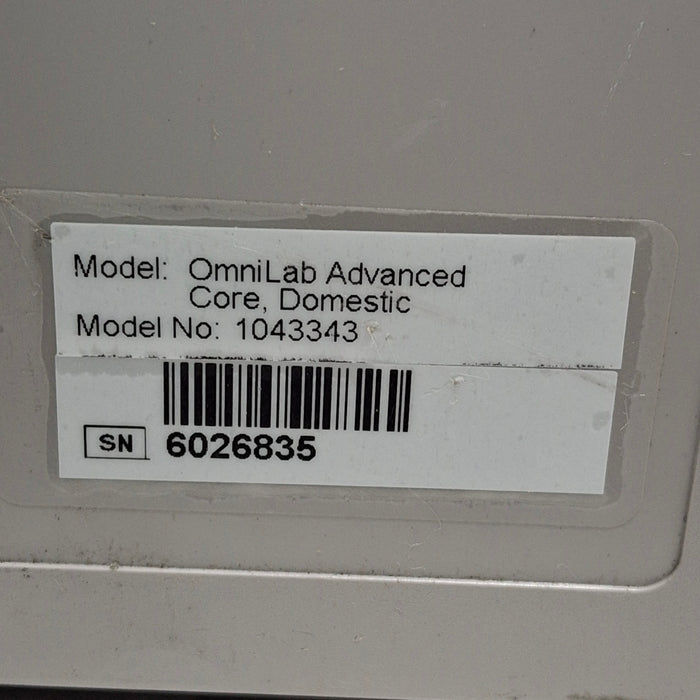 Model: OmniLab Advanced
Core, Domestic
Model No: 1043343
SN 6026835